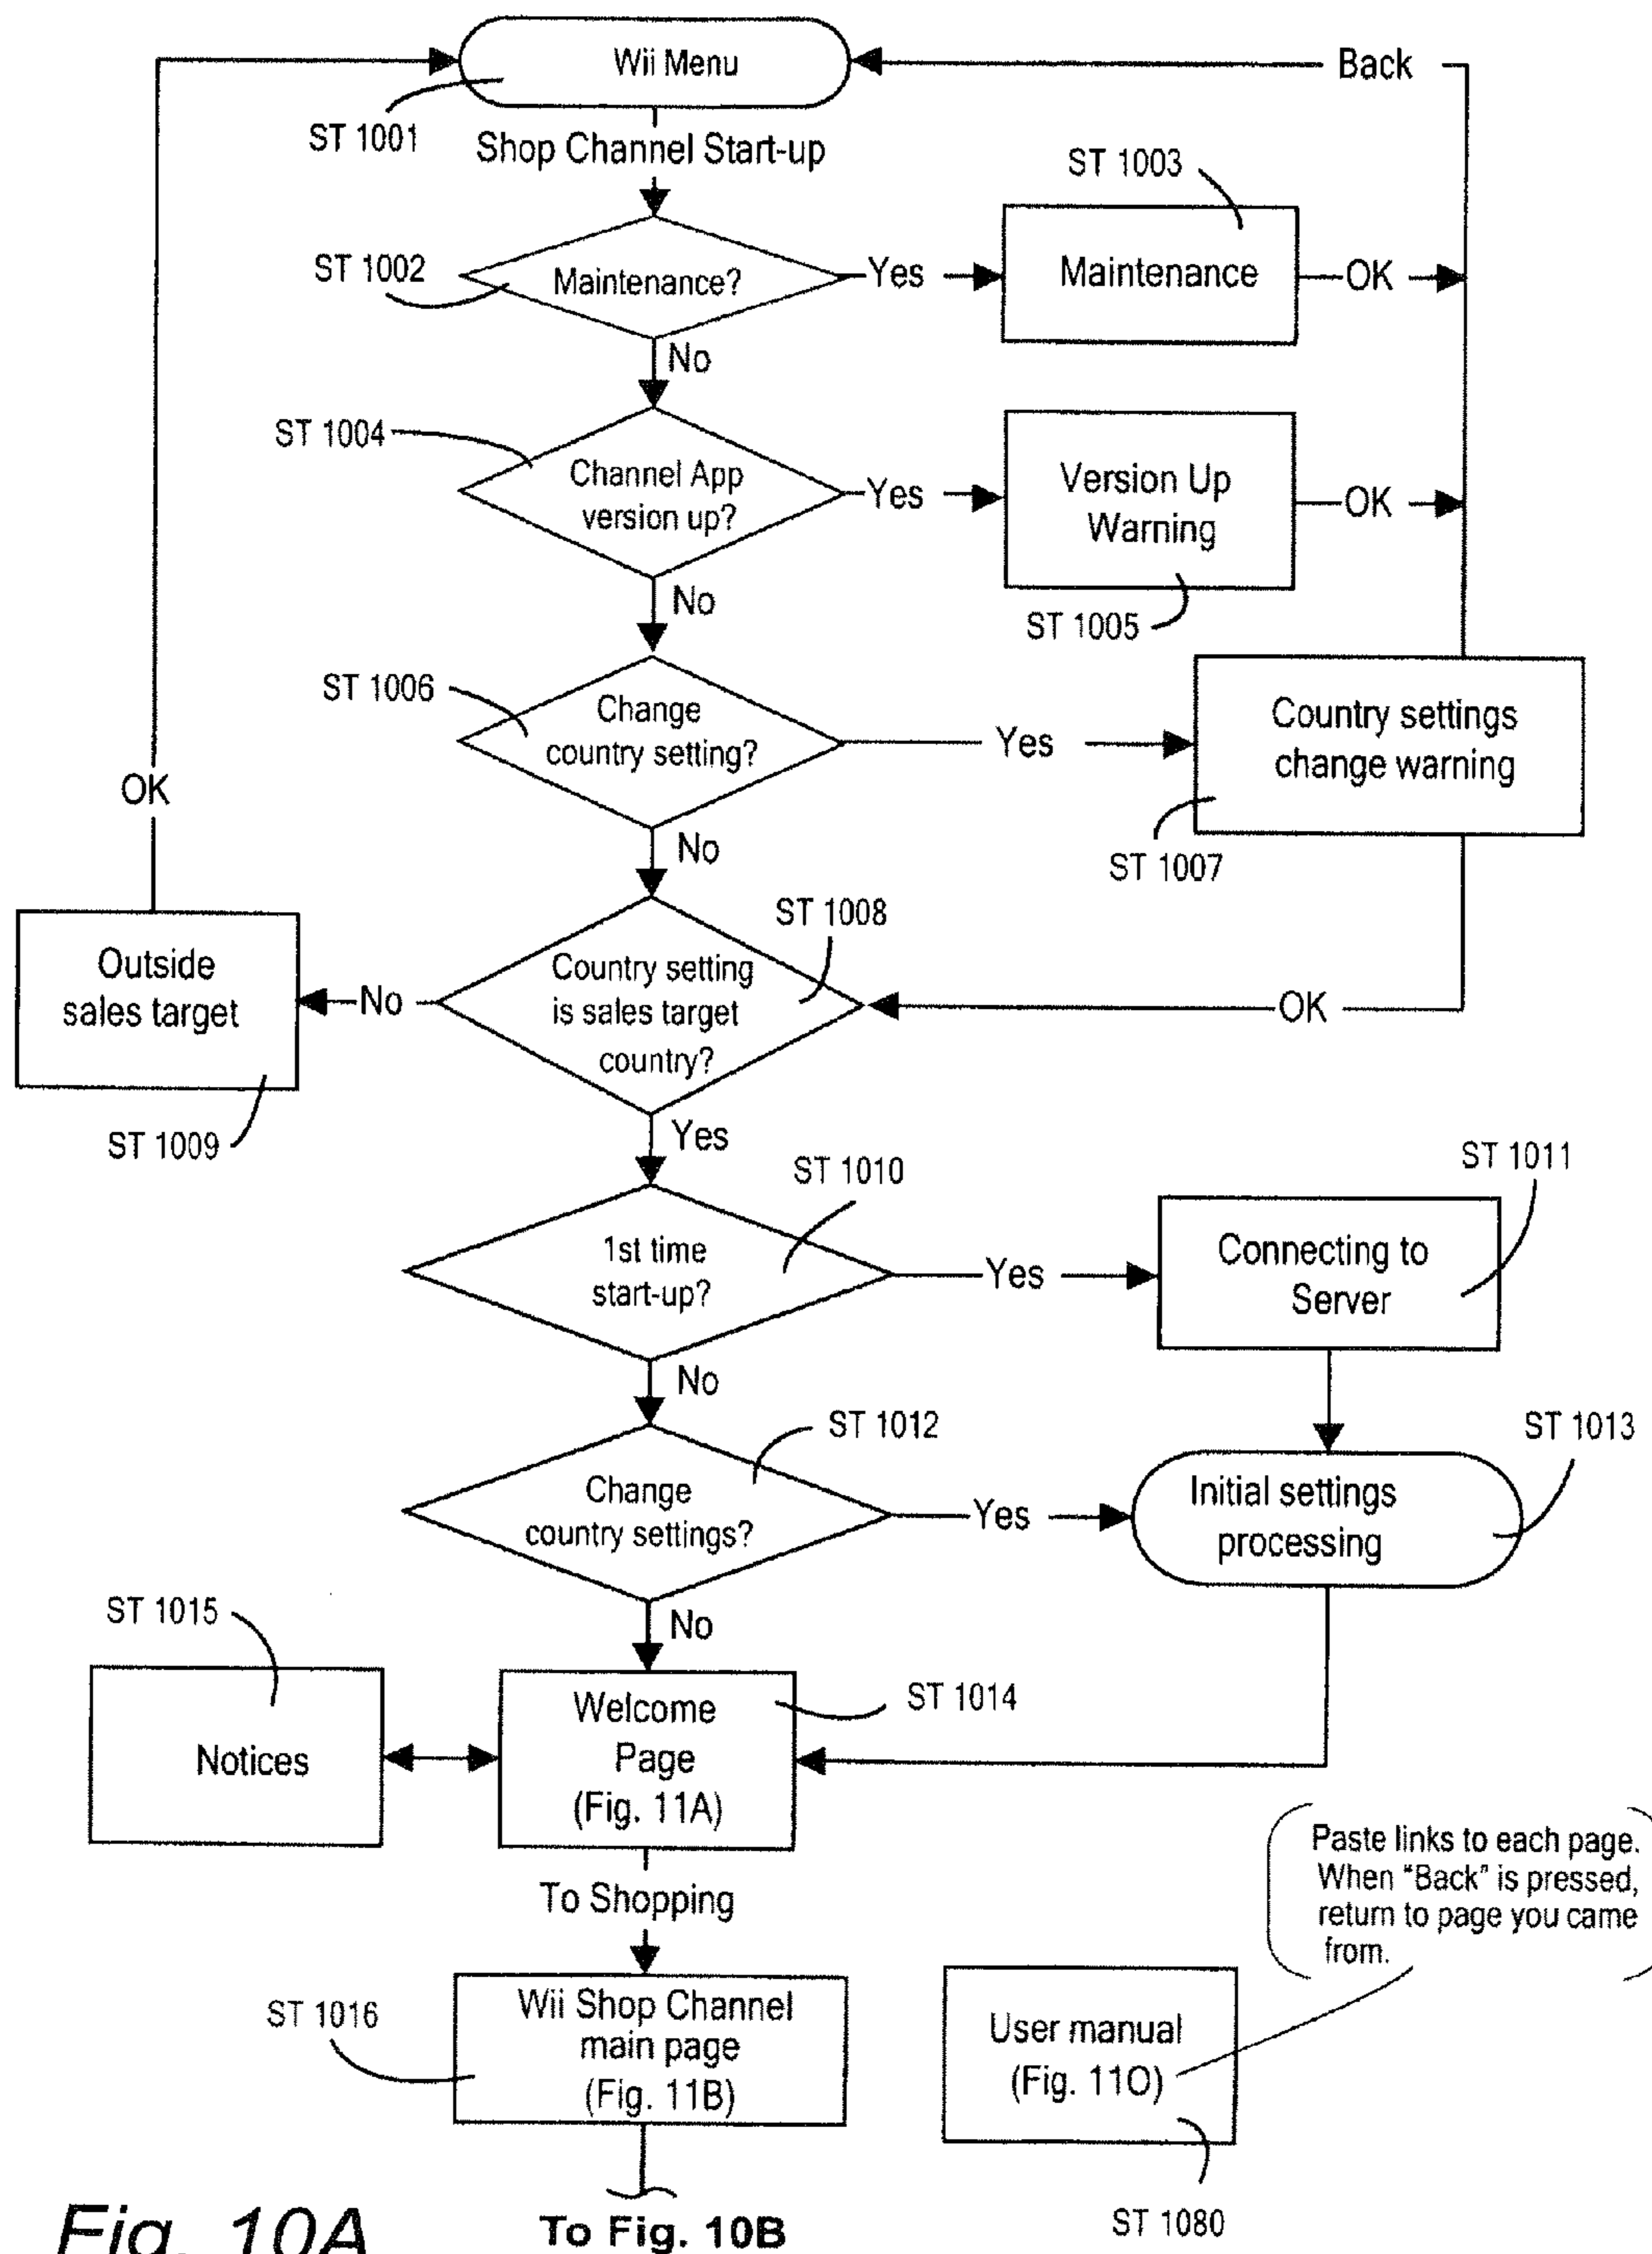 Wii Menu
Back
ST 1001
Shop Channel Start-up
ST 1003
ST 1002
Maintenance?
Yes
Maintenance
OK
No
ST 1004
Channel App
version up?
Yes
Version Up
Warning
OK
No
ST 1005
ST 1006
Change
country setting?
Yes
Country settings
change warning
OK
No
ST 1007
ST 1008
Outside
sales target
No
Country setting
is sales target
country?
OK
ST 1009
Yes
ST 1010
ST 1011
1st time
start-up?
Yes
Connecting to
Server
No
ST 1012
ST 1013
Change
country settings?
Yes
Initial settings
processing
ST 1015
No
Notices
Welcome
Page
(Fig. 11A)
ST 1014
To Shopping
Paste links to each page.
When "Back" is pressed,
return to page you came
from.
ST 1016
Wii Shop Channel
main page
(Fig. 11B)
User manual
(Fig. 11O)
ST 1080
Fig. 10A
To Fig. 10B